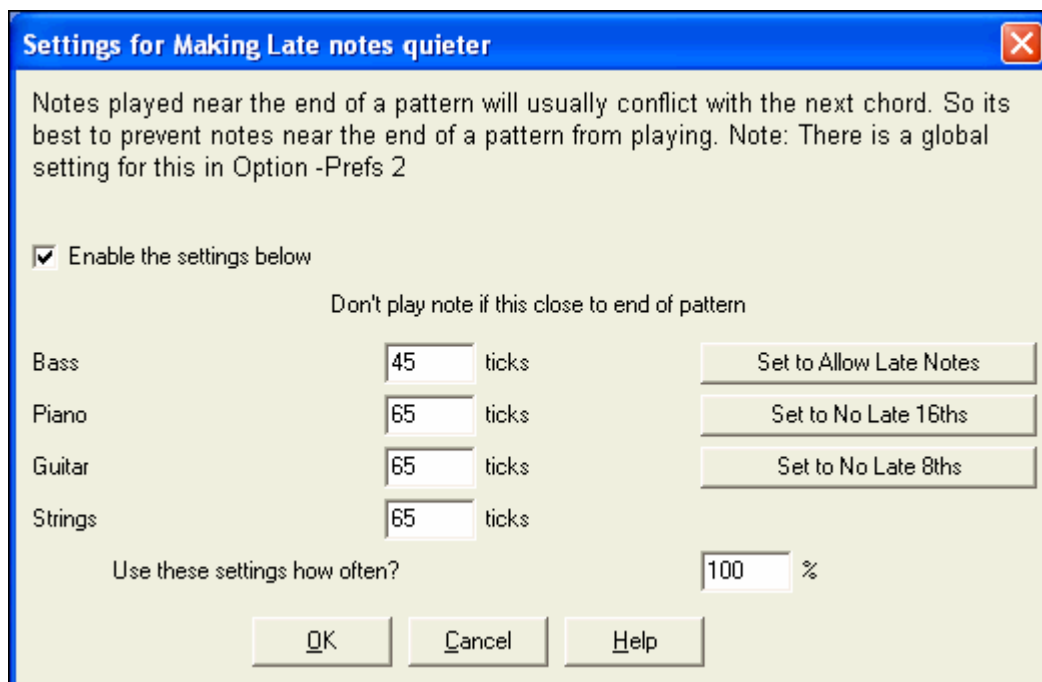 Settings for Making Late notes quieter
Notes played near the end of a pattern will usually conflict with the next chord. So its
best to prevent notes near the end of a pattern from playing. Note: There is a global
setting for this in Option -Prefs 2
Enable the settings below
Don't play note if this close to end of pattern
Bass 45 ticks Set to Allow Late Notes
Piano 65 ticks Set to No Late 16ths
Guitar 65 ticks Set to No Late 8ths
Strings 65 ticks
Use these settings how often? 100 %
OK Cancel Help